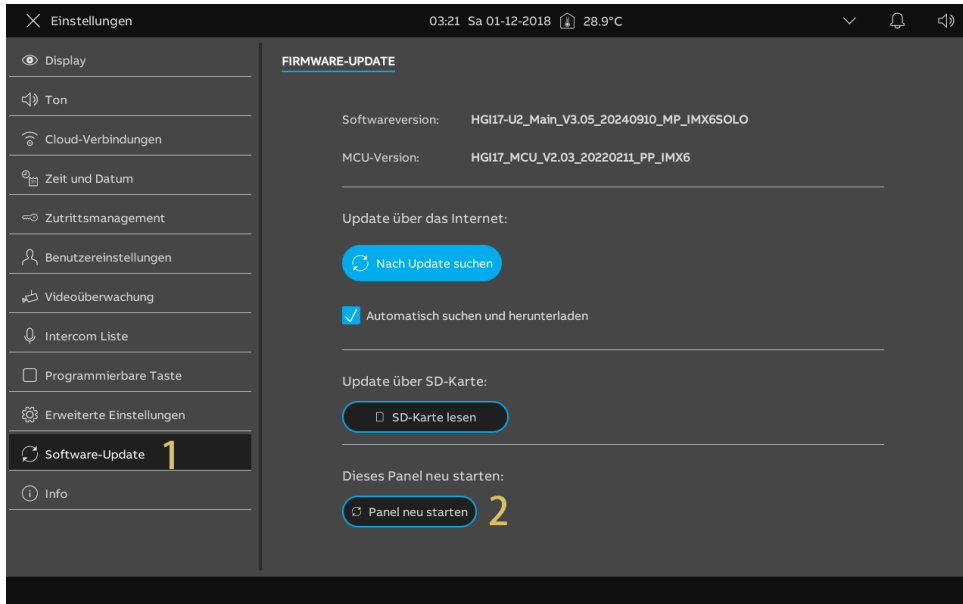 Einstellungen
03:21 Sa 01-12-2018 28.9°C
Display
Ton
Cloud-Verbindungen
Zeit und Datum
Zutrittsmanagement
Benutzereinstellungen
Videoüberwachung
Intercom Liste
Programmierbare Taste
Erweiterte Einstellungen
Software-Update 1
Info
FIRMWARE-UPDATE
Softwareversion: HGI17-U2_Main_V3.05_20240910_MP_IMX6SOLO
MCU-Version: HGI17_MCU_V2.03_20220211_PP_IMX6
Update über das Internet:
Nach Update suchen
Automatisch suchen und herunterladen
Update über SD-Karte:
SD-Karte lesen
Dieses Panel neu starten:
Panel neu starten 2